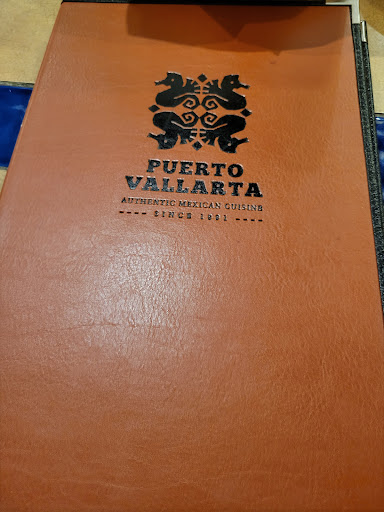 PUERTO
VALLARTA
AUTHENTIC MEXICAN CUISINE
---- SINCE 1991 ----